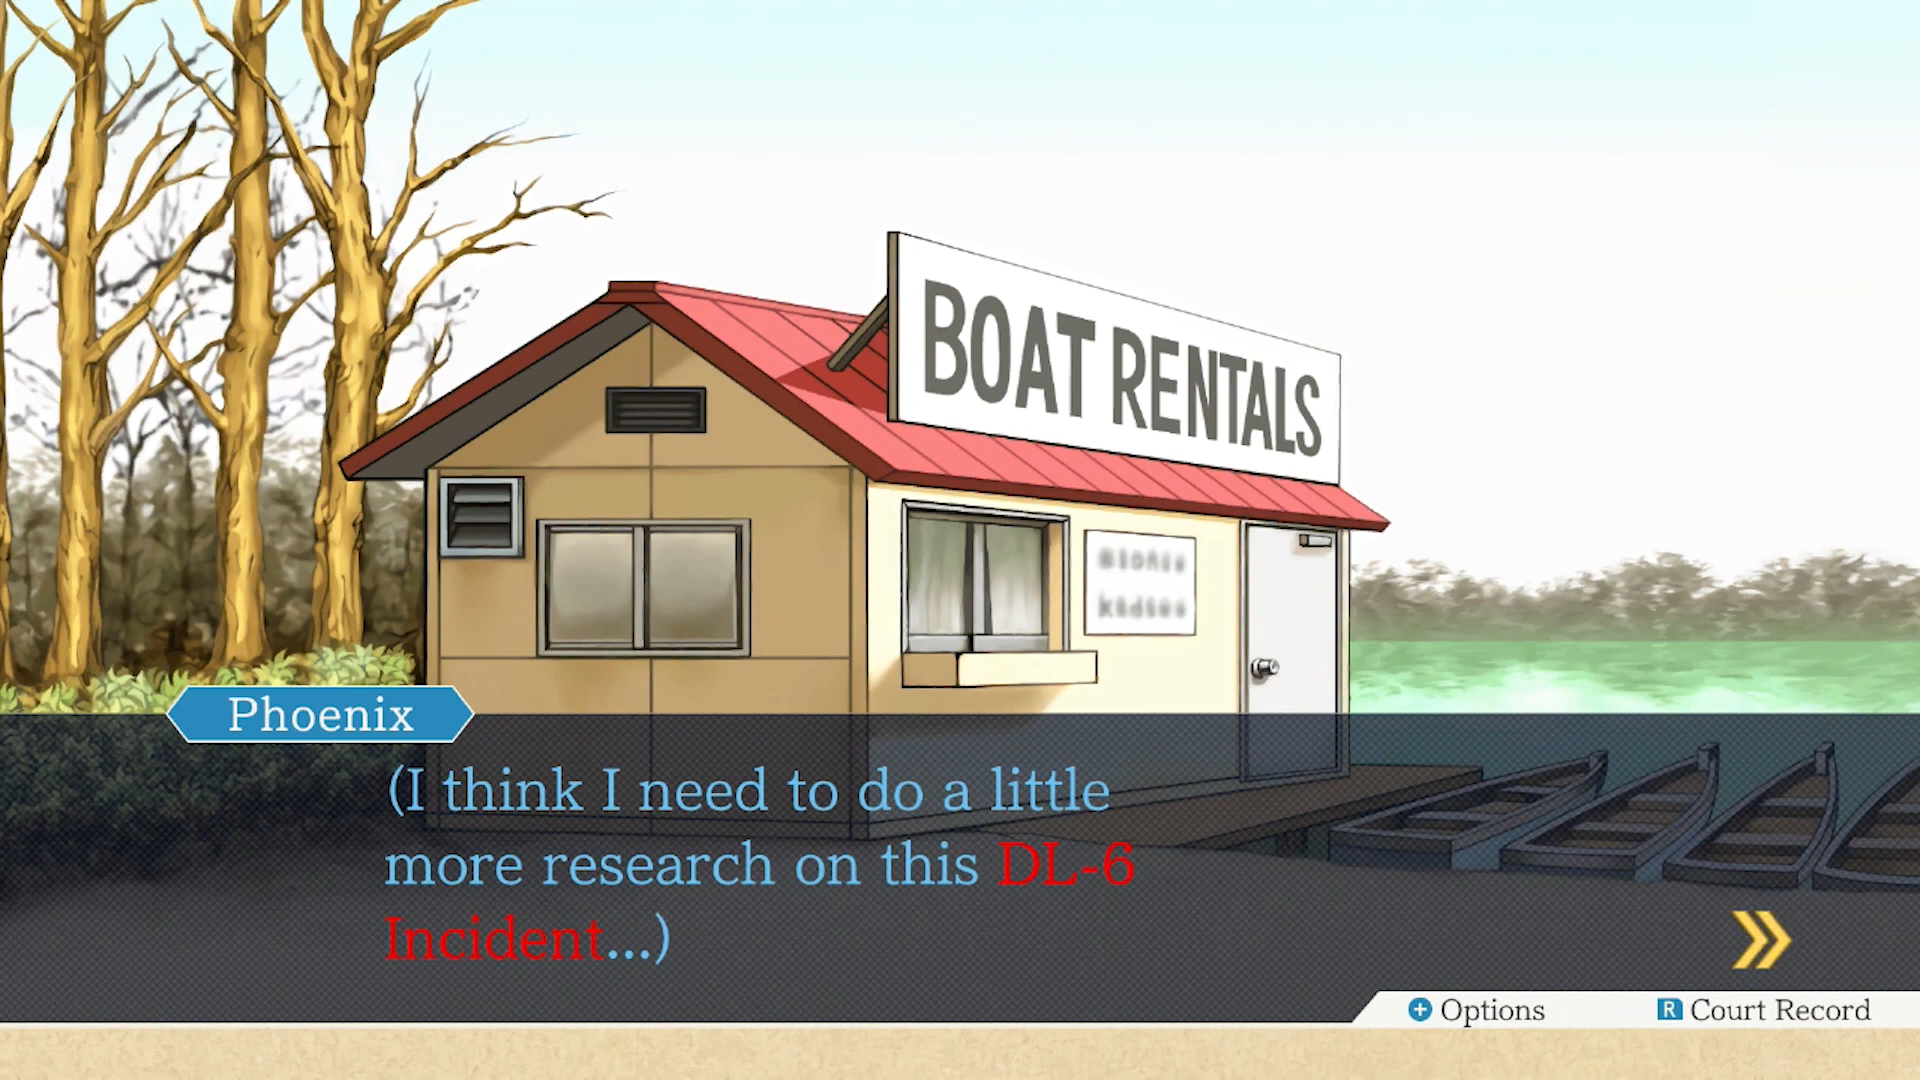 BOAT RENTALS
Phoenix
(I think I need to do a little
more research on this DL-6
Incident...)
Options
R Court Record